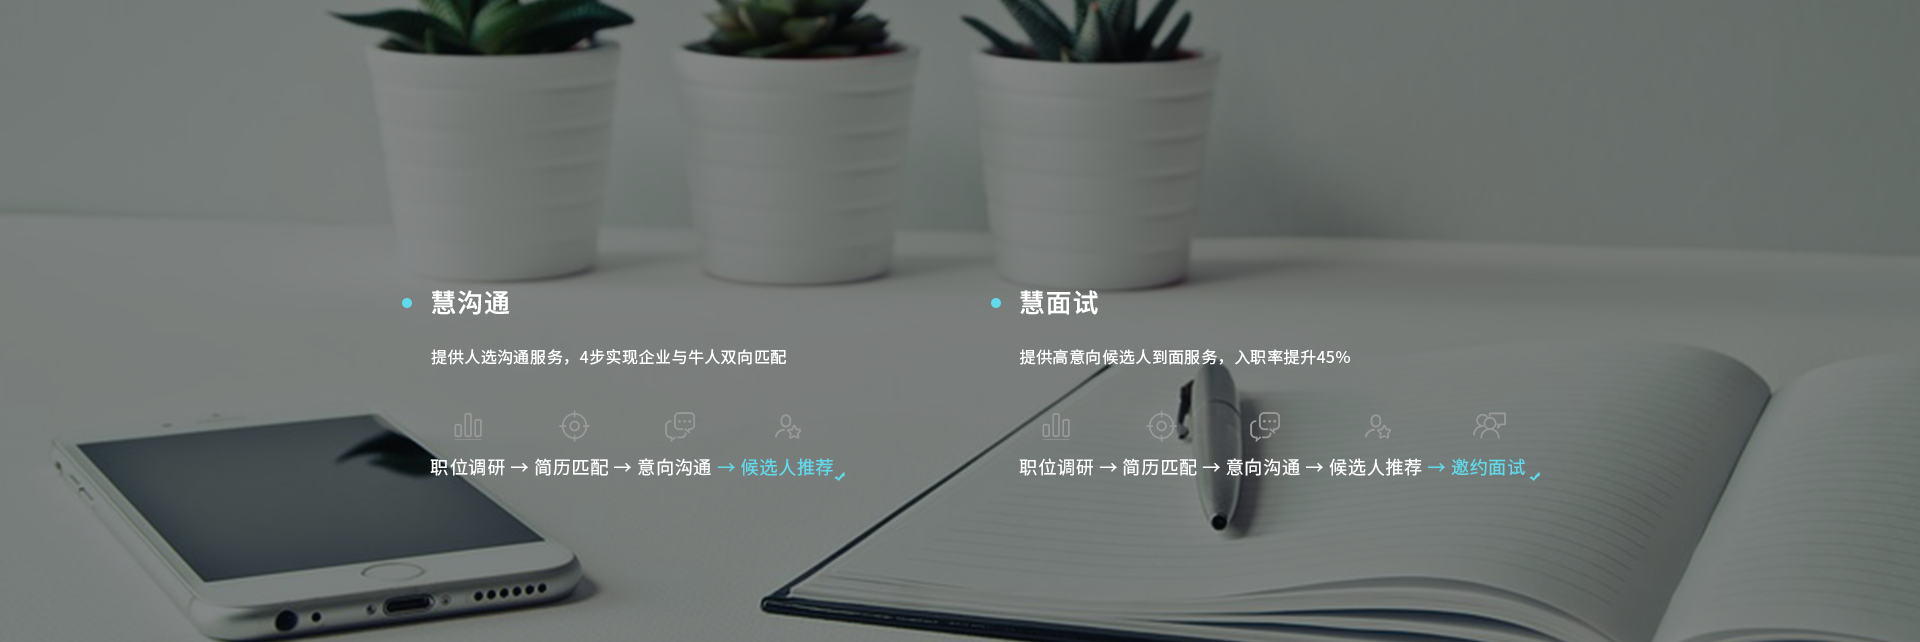 慧沟通
提供人选沟通服务，4步实现企业与牛人双向匹配
职位调研 → 简历匹配 → 意向沟通 → 候选人推荐
慧面试
提供高意向候选人到面服务，入职率提升45%
职位调研 → 简历匹配 → 意向沟通 → 候选人推荐 → 邀约面试